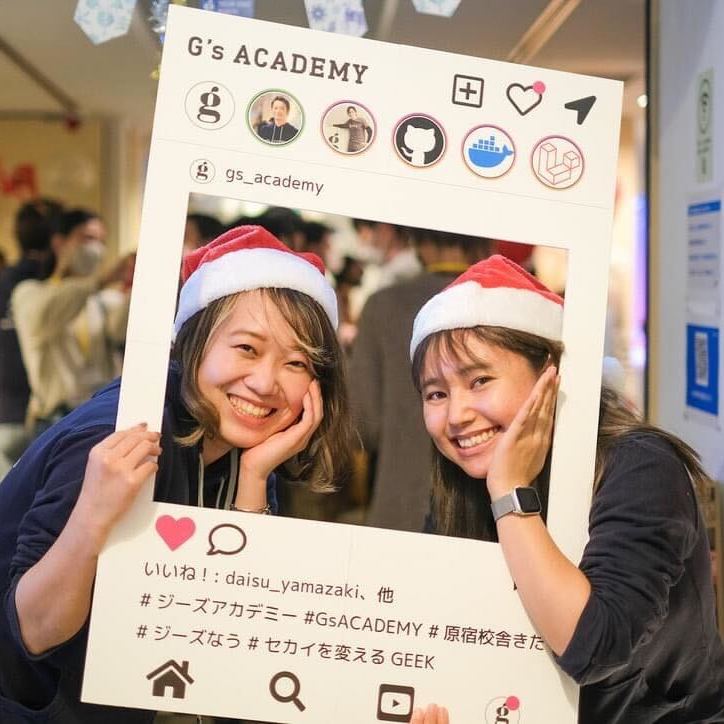 G's ACADEMY
g
g
gs_academy
いいね！: daisu_yamazaki、他
# ジーズアカデミー #GsACADEMY # 原宿校舎きた
# ジーズなう # セカイを変える GEEK
g